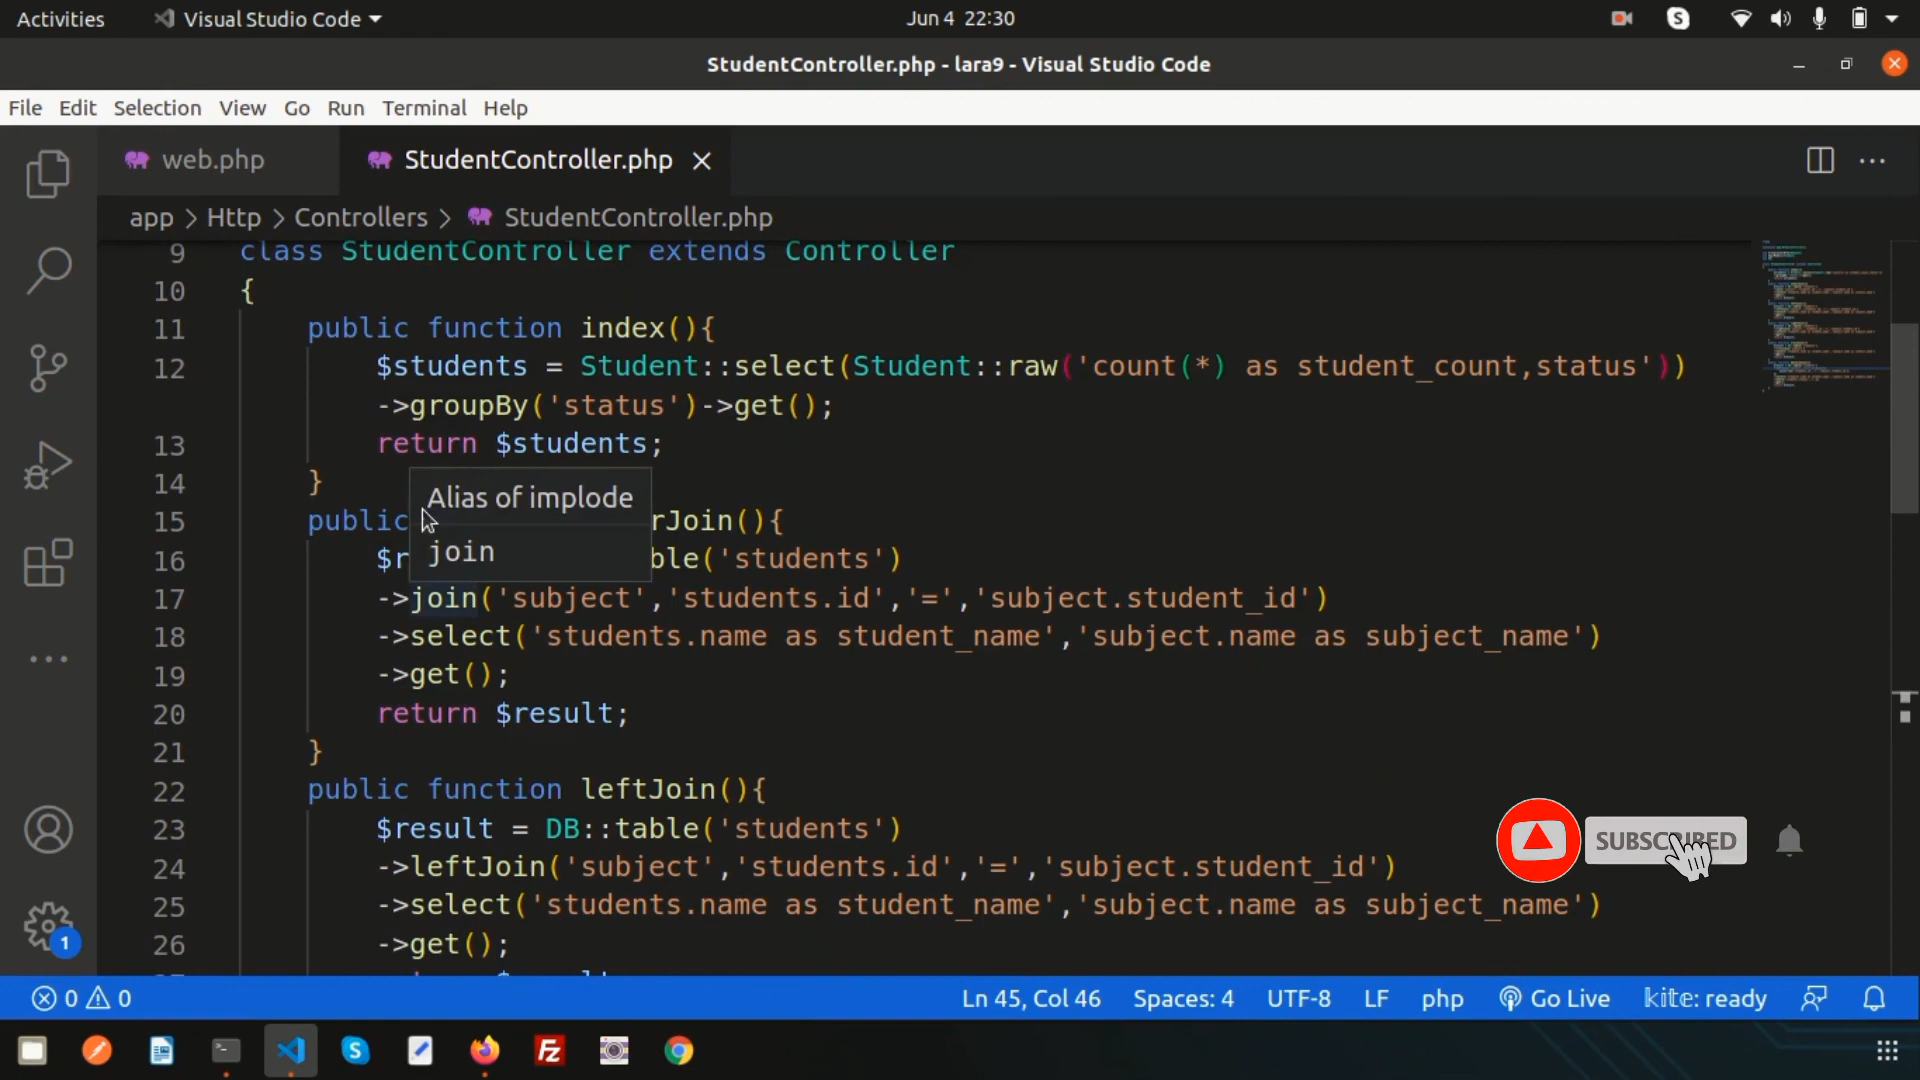 Activities Visual Studio Code Jun 4 22:30
StudentController.php - lara9 - Visual Studio Code
File Edit Selection View Go Run Terminal Help
web.php StudentController.php
app > Http > Controllers > StudentController.php
9 class StudentController extends Controller
10 {
11 public function index(){
12 $students = Student::select(Student::raw('count(*) as student_count,status'))
->groupBy('status')->get();
13 return $students;
14 }
Alias of implode
15 public rJoin(){
join
16 $r ble('students')
17 ->join('subject','students.id','=','subject.student_id')
18 ->select('students.name as student_name','subject.name as subject_name')
19 ->get();
20 return $result;
21 }
22 public function leftJoin(){
23 $result = DB::table('students')
24 ->leftJoin('subject','students.id','=','subject.student_id')
25 ->select('students.name as student_name','subject.name as subject_name')
26 ->get();
SUBSCRIBED
1
0 0 Ln 45, Col 46 Spaces: 4 UTF-8 LF php Go Live kite: ready